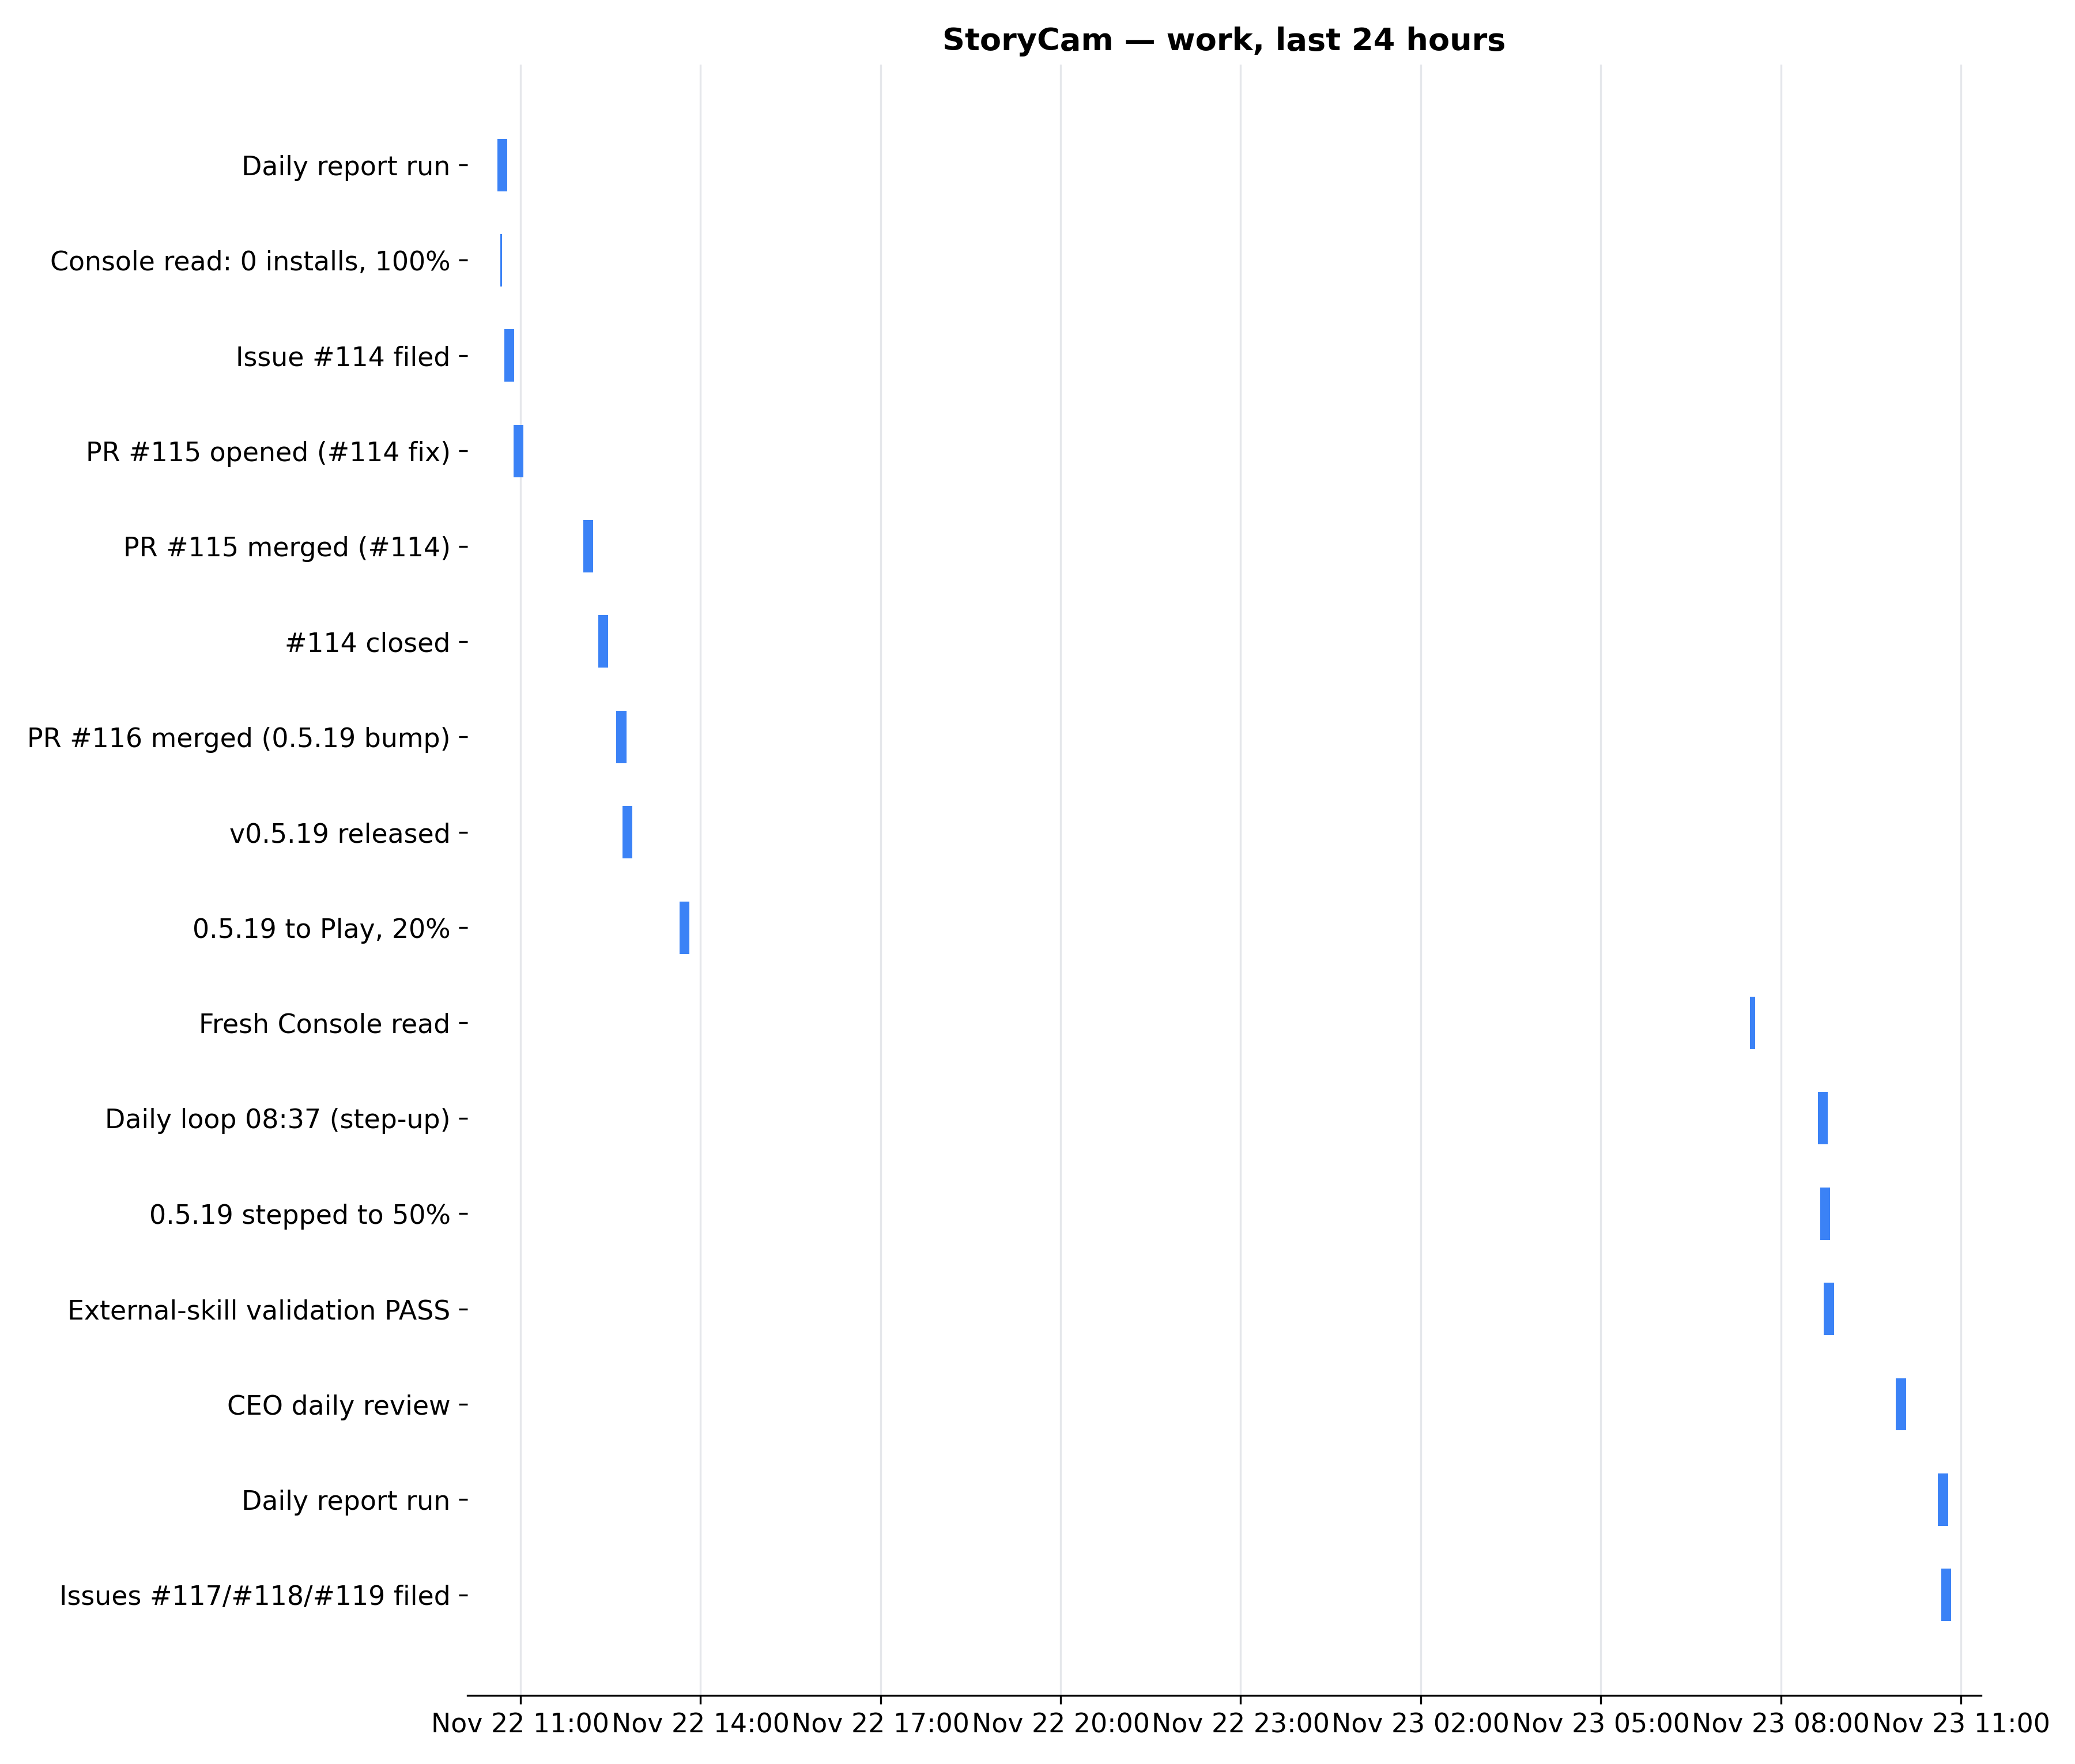 StoryCam — work, last 24 hours
Daily report run
Console read: 0 installs, 100%
Issue #114 filed
PR #115 opened (#114 fix)
PR #115 merged (#114)
#114 closed
PR #116 merged (0.5.19 bump)
v0.5.19 released
0.5.19 to Play, 20%
Fresh Console read
Daily loop 08:37 (step-up)
0.5.19 stepped to 50%
External-skill validation PASS
CEO daily review
Daily report run
Issues #117/#118/#119 filed
Nov 22 11:00 Nov 22 14:00 Nov 22 17:00 Nov 22 20:00 Nov 22 23:00 Nov 23 02:00 Nov 23 05:00 Nov 23 08:00 Nov 23 11:00